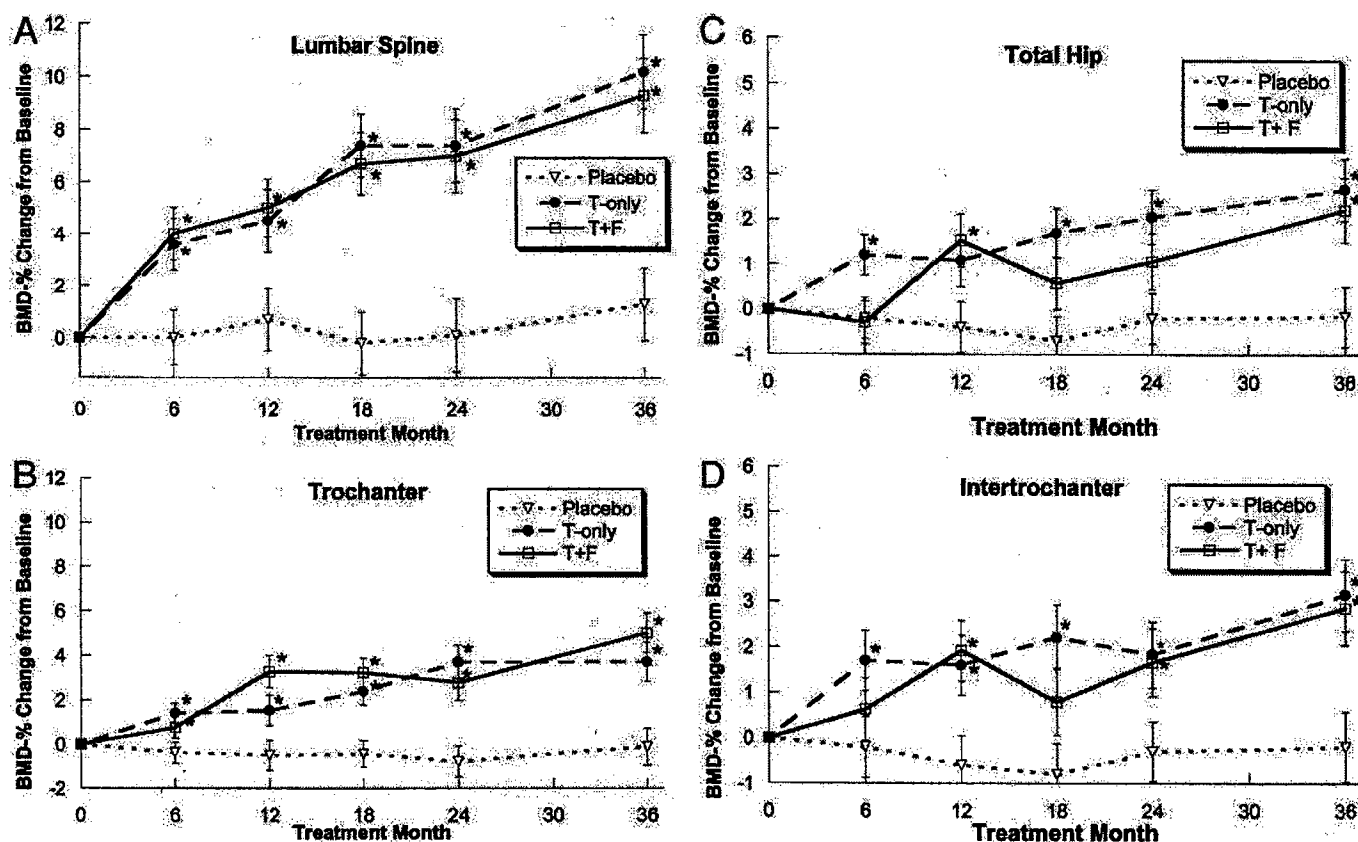 A
Lumbar Spine
BMD-% Change from Baseline
12
10
8
6
4
2
0
Placebo
T-only
T+F
0 6 12 18 24 30 36
Treatment Month
B
Trochanter
BMD-% Change from Baseline
12
10
8
6
4
2
0
-2
Placebo
T-only
T+F
0 6 12 18 24 30 36
Treatment Month
C
Total Hip
BMD-% Change from Baseline
6
5
4
3
2
1
0
-1
Placebo
T-only
T+ F
0 6 12 18 24 30 36
Treatment Month
D
Intertrochanter
BMD-% Change from Baseline
6
5
4
3
2
1
0
-1
Placebo
T-only
T+ F
0 6 12 18 24 30 36
Treatment Month